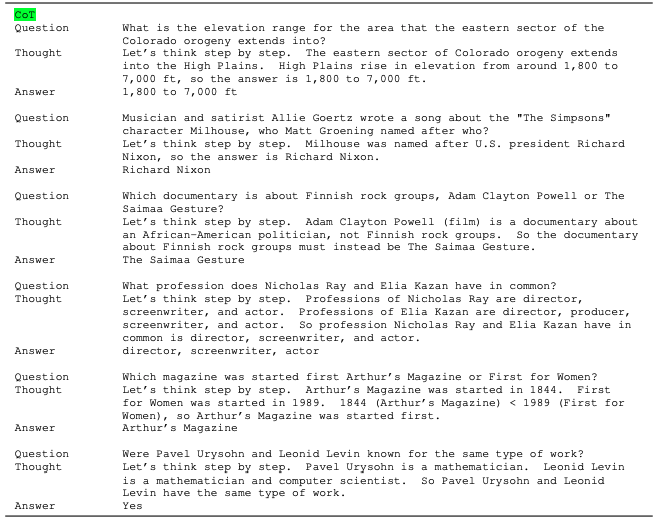 CoT
Question What is the elevation range for the area that the eastern sector of the
Colorado orogeny extends into?
Thought Let's think step by step. The eastern sector of Colorado orogeny extends
into the High Plains. High Plains rise in elevation from around 1,800 to
7,000 ft, so the answer is 1,800 to 7,000 ft.
Answer 1,800 to 7,000 ft
Question Musician and satirist Allie Goertz wrote a song about the "The Simpsons"
character Milhouse, who Matt Groening named after who?
Thought Let's think step by step. Milhouse was named after U.S. president Richard
Nixon, so the answer is Richard Nixon.
Answer Richard Nixon
Question Which documentary is about Finnish rock groups, Adam Clayton Powell or The
Saimaa Gesture?
Thought Let's think step by step. Adam Clayton Powell (film) is a documentary about
an African-American politician, not Finnish rock groups. So the documentary
about Finnish rock groups must instead be The Saimaa Gesture.
Answer The Saimaa Gesture
Question What profession does Nicholas Ray and Elia Kazan have in common?
Thought Let's think step by step. Professions of Nicholas Ray are director,
screenwriter, and actor. Professions of Elia Kazan are director, producer,
screenwriter, and actor. So profession Nicholas Ray and Elia Kazan have in
common is director, screenwriter, and actor.
Answer director, screenwriter, actor
Question Which magazine was started first Arthur's Magazine or First for Women?
Thought Let's think step by step. Arthur's Magazine was started in 1844. First
for Women was started in 1989. 1844 (Arthur's Magazine) < 1989 (First for
Women), so Arthur's Magazine was started first.
Answer Arthur's Magazine
Question Were Pavel Urysohn and Leonid Levin known for the same type of work?
Thought Let's think step by step. Pavel Urysohn is a mathematician. Leonid Levin
is a mathematician and computer scientist. So Pavel Urysohn and Leonid
Levin have the same type of work.
Answer Yes